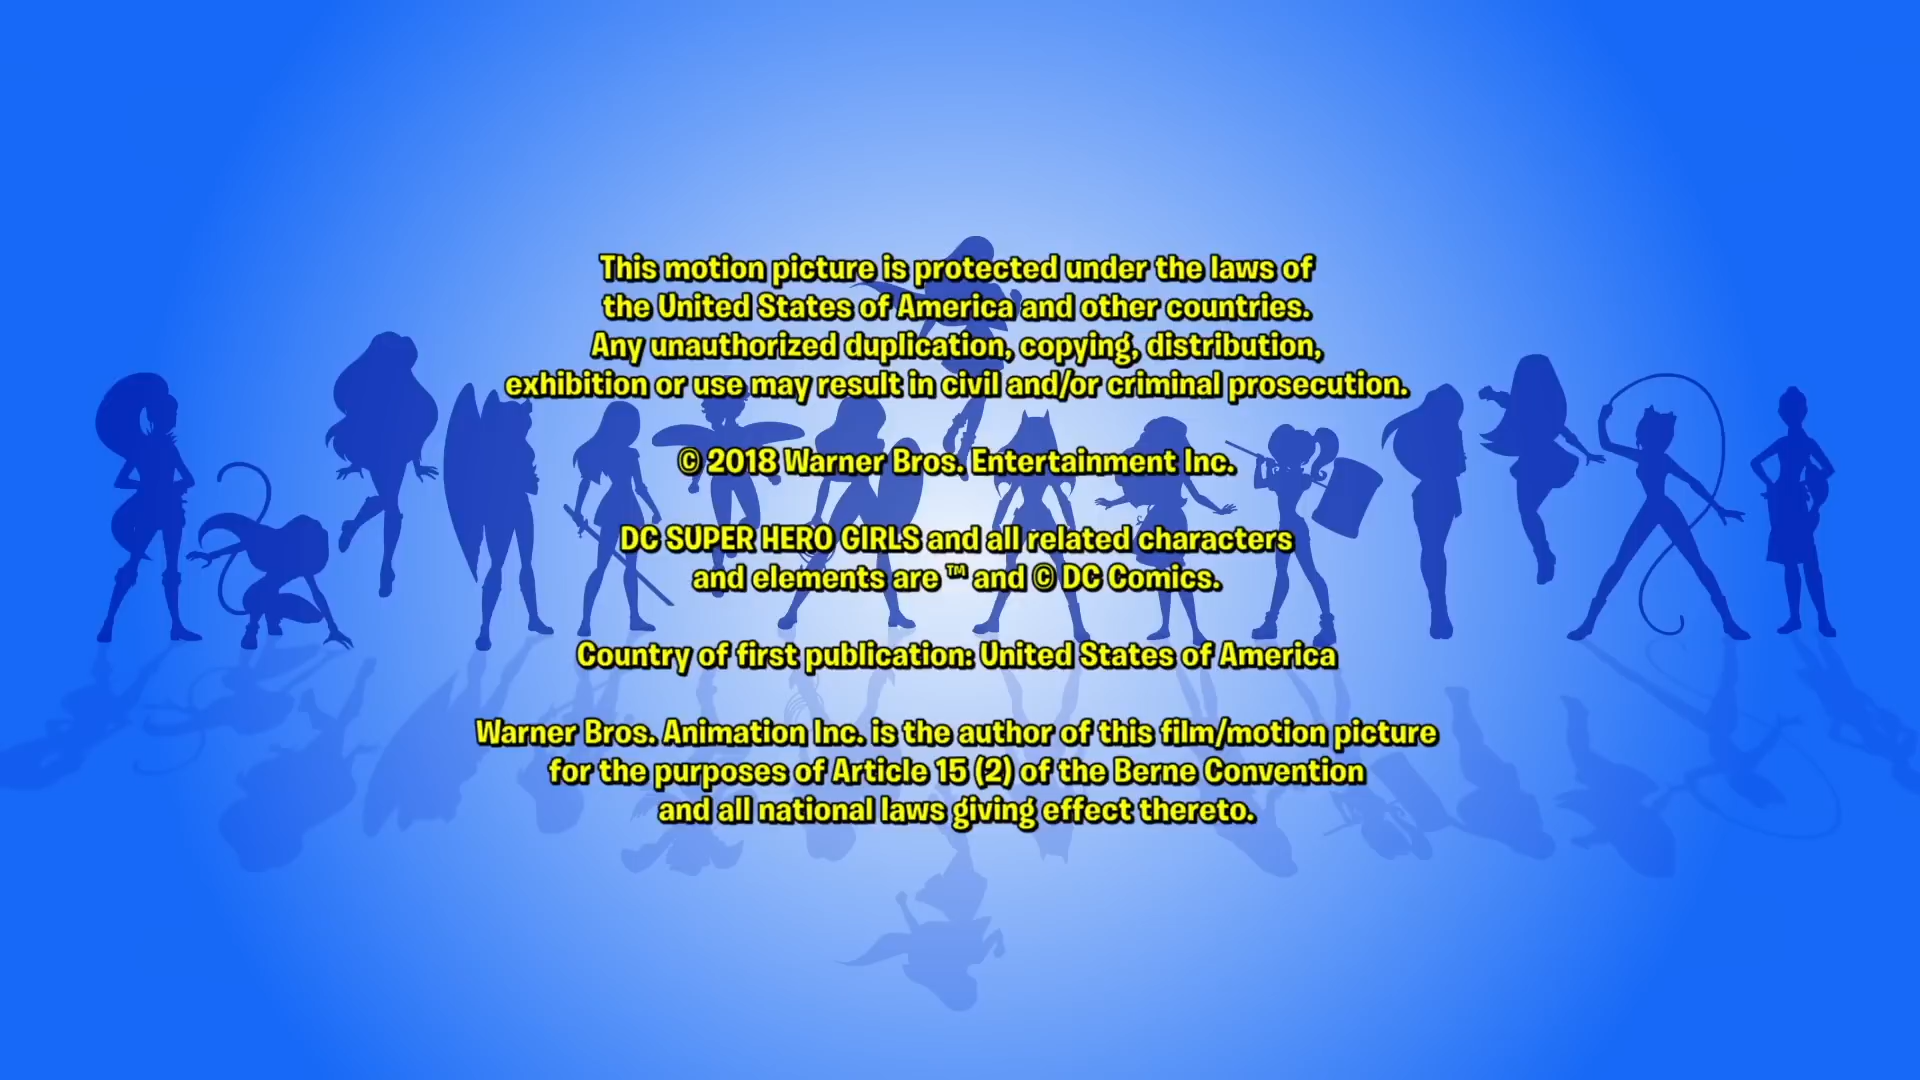 This motion picture is protected under the laws of
the United States of America and other countries.
Any unauthorized duplication, copying, distribution,
exhibition or use may result in civil and/or criminal prosecution.
© 2018 Warner Bros. Entertainment Inc.
DC SUPER HERO GIRLS and all related characters
and elements are ™ and © DC Comics.
Country of first publication: United States of America
Warner Bros. Animation Inc. is the author of this film/motion picture
for the purposes of Article 15 (2) of the Berne Convention
and all national laws giving effect thereto.